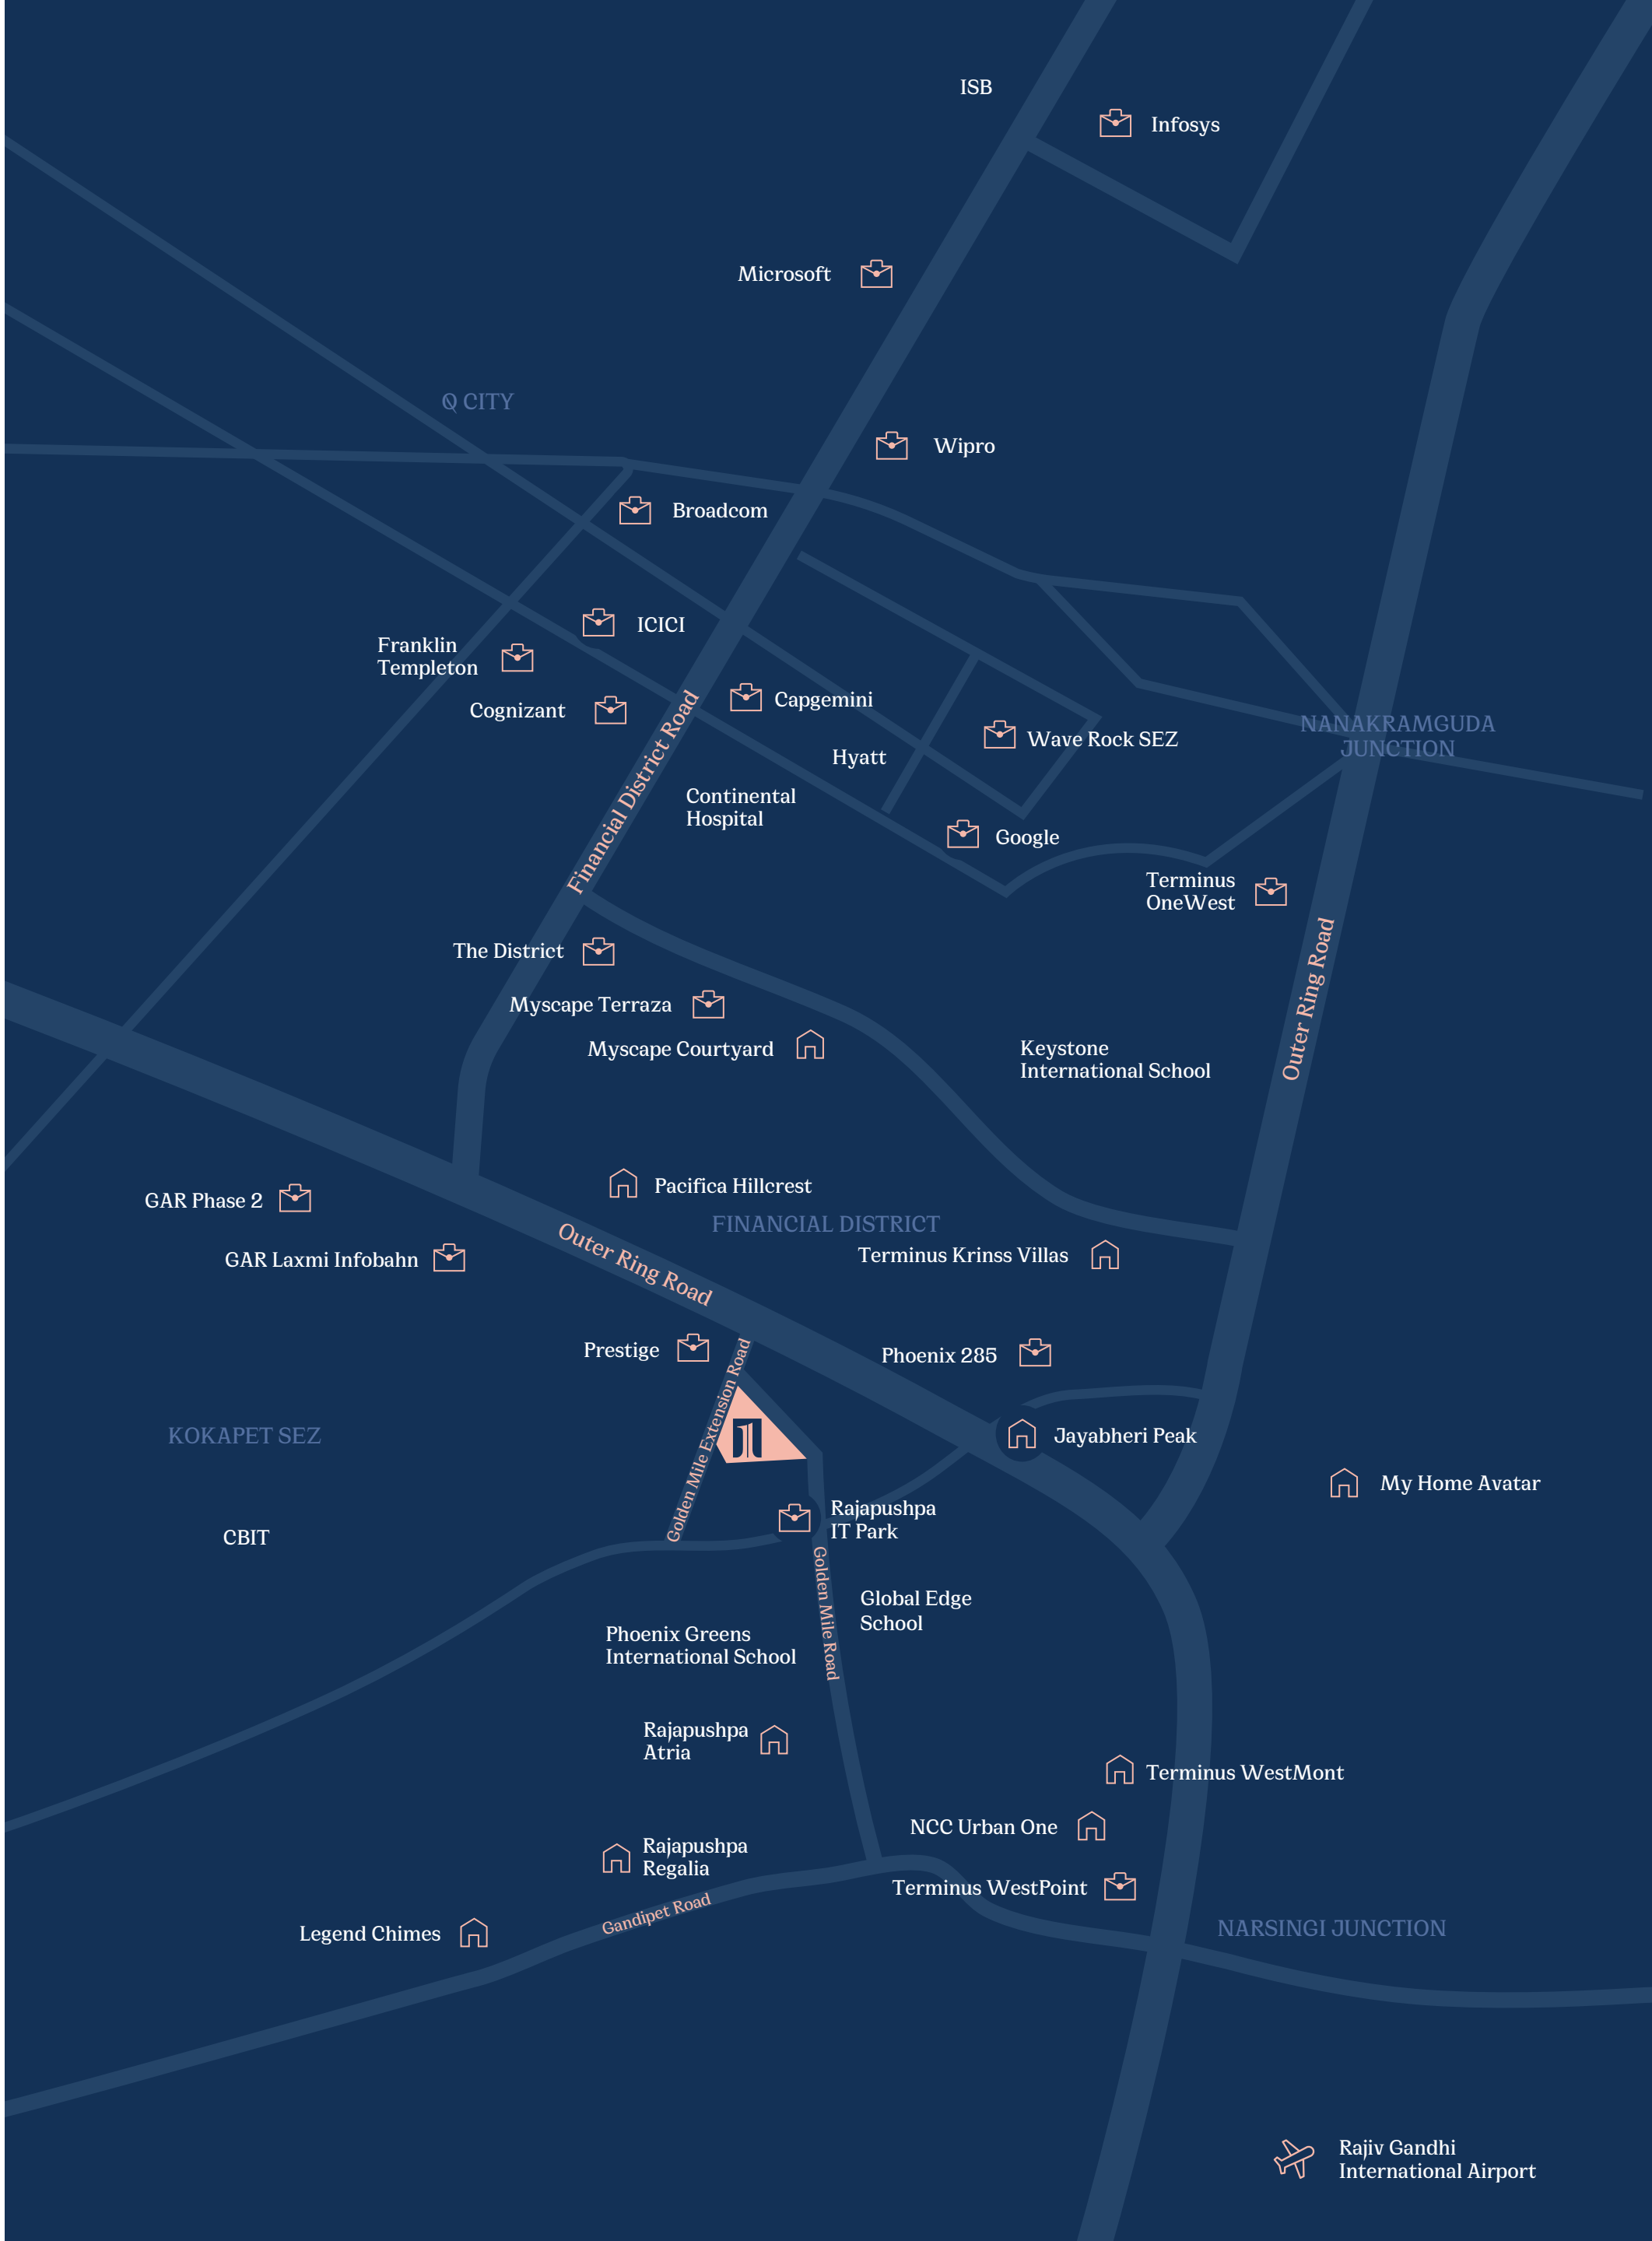 ISB
Infosys
Microsoft
Q CITY
Wipro
Broadcom
ICICI
Franklin
Templeton
Cognizant
Capgemini
Financial District Road
Wave Rock SEZ
NANAKRAMGUDA
JUNCTION
Hyatt
Continental
Hospital
Google
Terminus
OneWest
The District
Outer Ring Road
Myscape Terraza
Myscape Courtyard
Keystone
International School
GAR Phase 2
Pacifica Hillcrest
FINANCIAL DISTRICT
GAR Laxmi Infobahn
Outer Ring Road
Terminus Krinss Villas
Prestige
Phoenix 285
Golden Mile Extension Road
KOKAPET SEZ
Jayabheri Peak
My Home Avatar
CBIT
Rajapushpa
IT Park
Golden Mile Road
Global Edge
School
Phoenix Greens
International School
Rajapushpa
Atria
Terminus WestMont
NCC Urban One
Rajapushpa
Regalia
Terminus WestPoint
Gandipet Road
Legend Chimes
NARSINGI JUNCTION
Rajiv Gandhi
International Airport